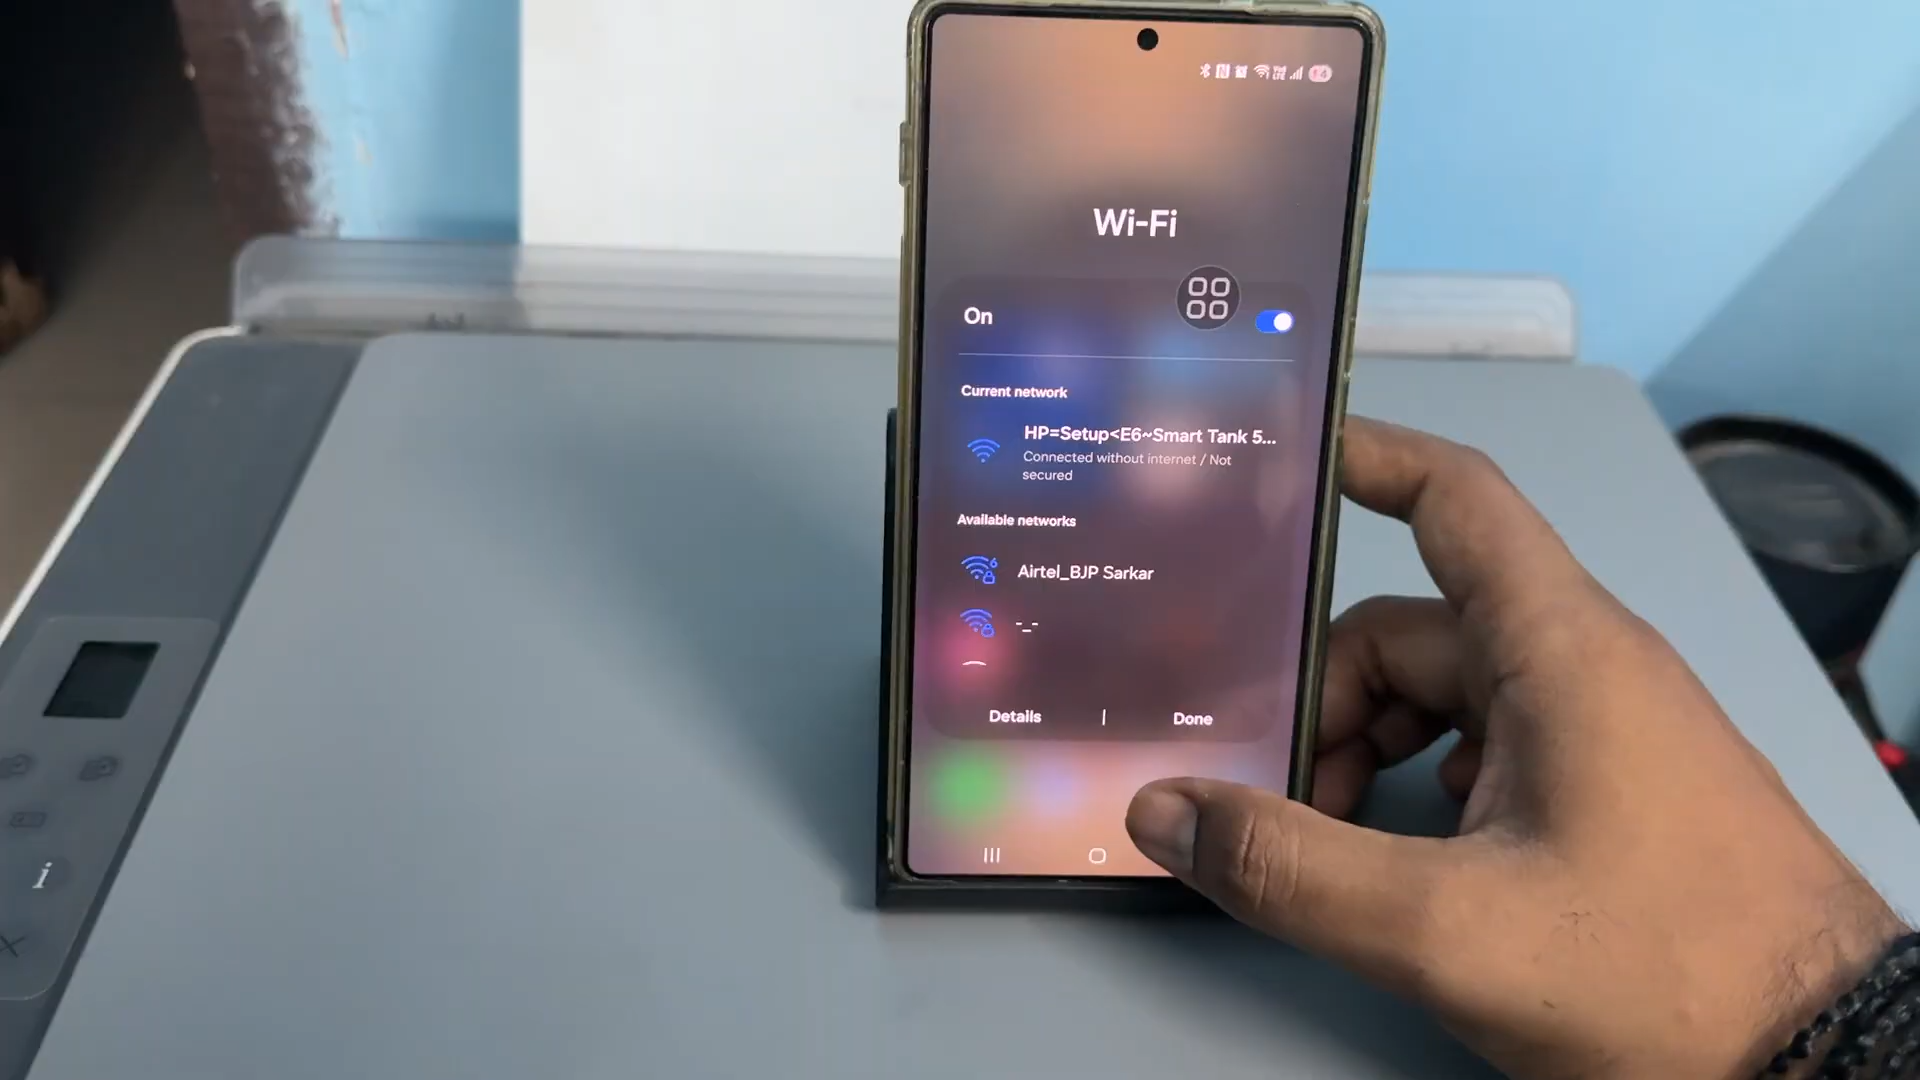 14
Wi-Fi
On
Current network
HP=Setup<E6~Smart Tank 5...
Connected without internet / Not
secured
Available networks
Airtel_BJP Sarkar
-_-
Details | Done
i